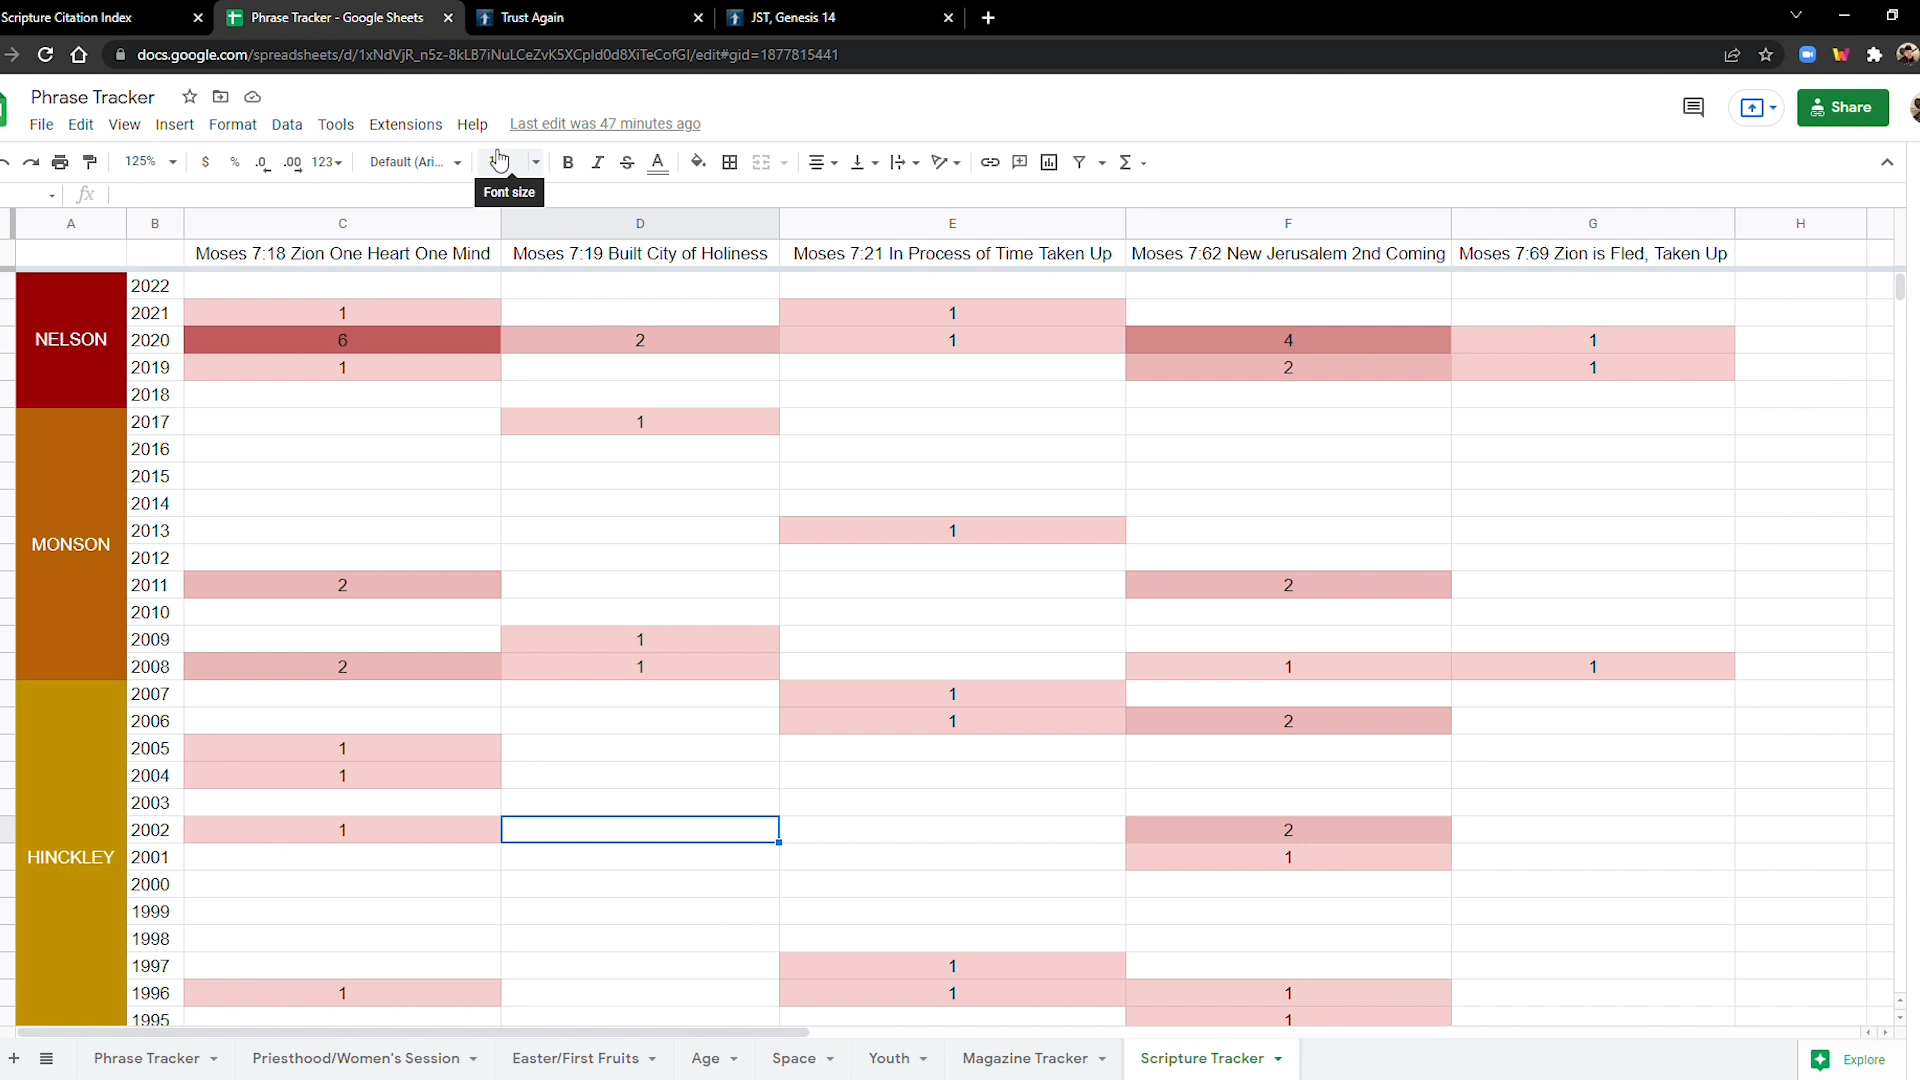 Scripture Citation Index
Phrase Tracker - Google Sheets
Trust Again
JST, Genesis 14
docs.google.com/spreadsheets/d/1xNdVjR_n5z-8kLB7iNuLCeZvK5XCpId0d8XiTeCofGI/edit#gid=1877815441
Phrase Tracker
Share
File Edit View Insert Format Data Tools Extensions Help Last edit was 47 minutes ago
125% $ % .0 .00 123 Default (Ari... B I S A
Font size
fx
A B C D E F G H
Moses 7:18 Zion One Heart One Mind Moses 7:19 Built City of Holiness Moses 7:21 In Process of Time Taken Up Moses 7:62 New Jerusalem 2nd Coming Moses 7:69 Zion is Fled, Taken Up
2022
2021 1 1
NELSON 2020 6 2 1 4 1
2019 1 2 1
2018
2017 1
2016
2015
2014
2013 1
MONSON
2012
2011 2 2
2010
2009 1
2008 2 1 1 1
2007 1
2006 1 2
2005 1
2004 1
2003
2002 1 2
HINCKLEY 2001 1
2000
1999
1998
1997 1
1996 1 1 1
1995 1
Phrase Tracker Priesthood/Women's Session Easter/First Fruits Age Space Youth Magazine Tracker Scripture Tracker Explore